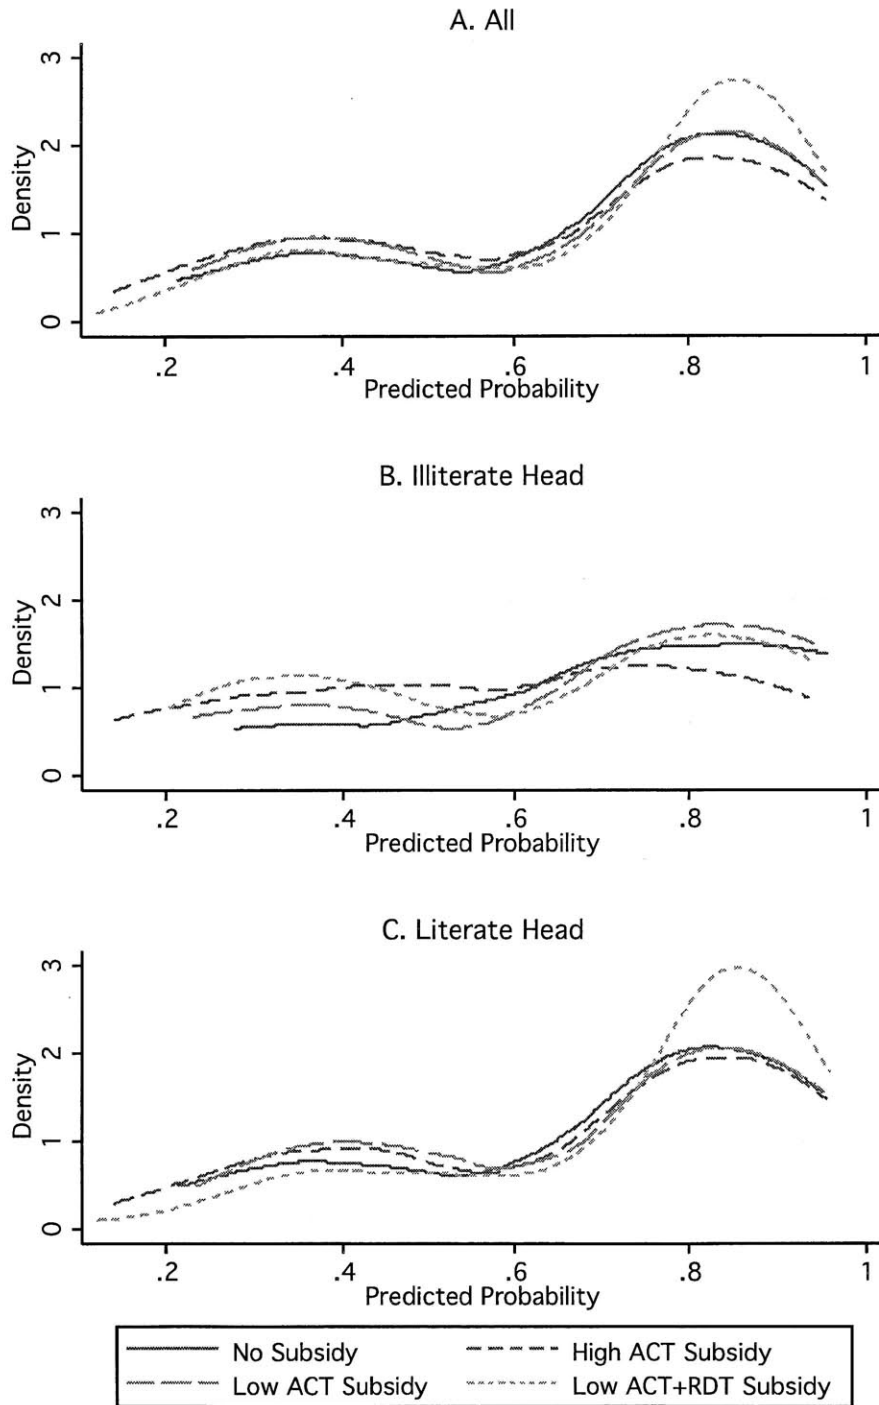 A. All
3
2
1
0
Density
.2 .4 .6 .8 1
Predicted Probability
B. Illiterate Head
3
2
1
0
Density
.2 .4 .6 .8 1
Predicted Probability
C. Literate Head
3
2
1
0
Density
.2 .4 .6 .8 1
Predicted Probability
No Subsidy High ACT Subsidy
Low ACT Subsidy Low ACT+RDT Subsidy